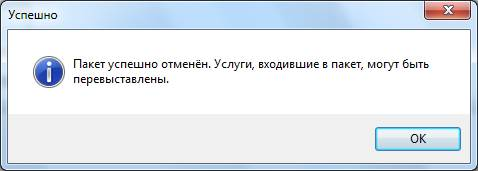 Успешно
Пакет успешно отменён. Услуги, входившие в пакет, могут быть
перевыставлены.
OK